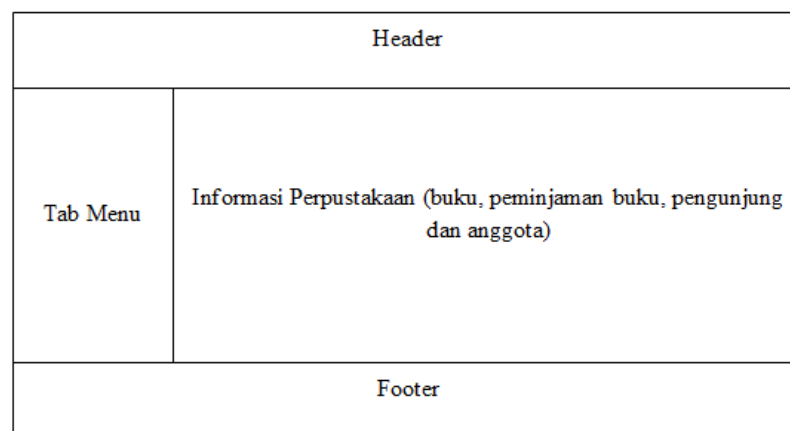 Header
Tab Menu
Informasi Perpustakaan (buku, peminjaman buku, pengunjung
dan anggota)
Footer